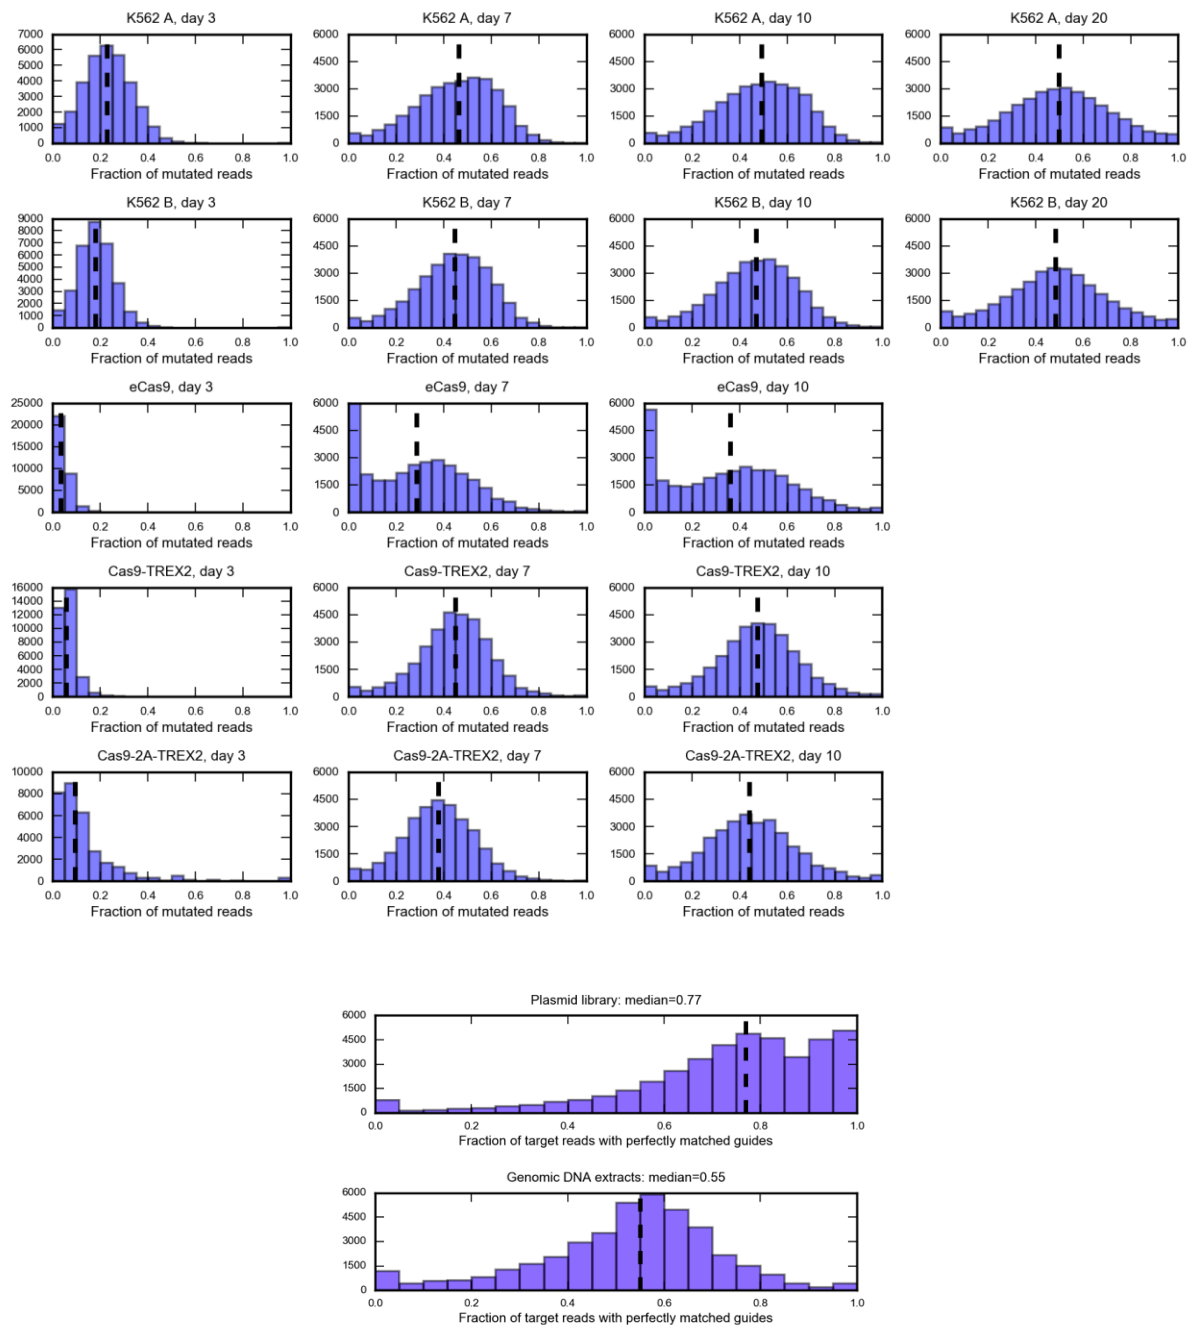 K562 A, day 3 K562 A, day 7 K562 A, day 10 K562 A, day 20
7000 6000 6000 6000
6000
5000 4500 4500 4500
4000
3000 3000 3000 3000
2000 1500 1500 1500
1000
0 0 0 0
0.0 0.2 0.4 0.6 0.8 1.0 0.0 0.2 0.4 0.6 0.8 1.0 0.0 0.2 0.4 0.6 0.8 1.0 0.0 0.2 0.4 0.6 0.8 1.0
Fraction of mutated reads Fraction of mutated reads Fraction of mutated reads Fraction of mutated reads
K562 B, day 3 K562 B, day 7 K562 B, day 10 K562 B, day 20
9000 6000 6000 6000
8000
7000 4500 4500 4500
6000
5000
4000 3000 3000 3000
3000
2000 1500 1500 1500
1000
0 0 0 0
0.0 0.2 0.4 0.6 0.8 1.0 0.0 0.2 0.4 0.6 0.8 1.0 0.0 0.2 0.4 0.6 0.8 1.0 0.0 0.2 0.4 0.6 0.8 1.0
Fraction of mutated reads Fraction of mutated reads Fraction of mutated reads Fraction of mutated reads
eCas9, day 3 eCas9, day 7 eCas9, day 10
25000 6000 6000
20000 4500 4500
15000
10000 3000 3000
5000 1500 1500
0 0 0
0.0 0.2 0.4 0.6 0.8 1.0 0.0 0.2 0.4 0.6 0.8 1.0 0.0 0.2 0.4 0.6 0.8 1.0
Fraction of mutated reads Fraction of mutated reads Fraction of mutated reads
Cas9-TREX2, day 3 Cas9-TREX2, day 7 Cas9-TREX2, day 10
16000 6000 6000
14000
12000 4500 4500
10000
8000 3000 3000
6000
4000 1500 1500
2000
0 0 0
0.0 0.2 0.4 0.6 0.8 1.0 0.0 0.2 0.4 0.6 0.8 1.0 0.0 0.2 0.4 0.6 0.8 1.0
Fraction of mutated reads Fraction of mutated reads Fraction of mutated reads
Cas9-2A-TREX2, day 3 Cas9-2A-TREX2, day 7 Cas9-2A-TREX2, day 10
10000 6000 6000
8000 4500 4500
6000
4000 3000 3000
2000 1500 1500
0 0 0
0.0 0.2 0.4 0.6 0.8 1.0 0.0 0.2 0.4 0.6 0.8 1.0 0.0 0.2 0.4 0.6 0.8 1.0
Fraction of mutated reads Fraction of mutated reads Fraction of mutated reads
Plasmid library: median=0.77
6000
4500
3000
1500
0
0.0 0.2 0.4 0.6 0.8 1.0
Fraction of target reads with perfectly matched guides
Genomic DNA extracts: median=0.55
6000
4500
3000
1500
0
0.0 0.2 0.4 0.6 0.8 1.0
Fraction of target reads with perfectly matched guides